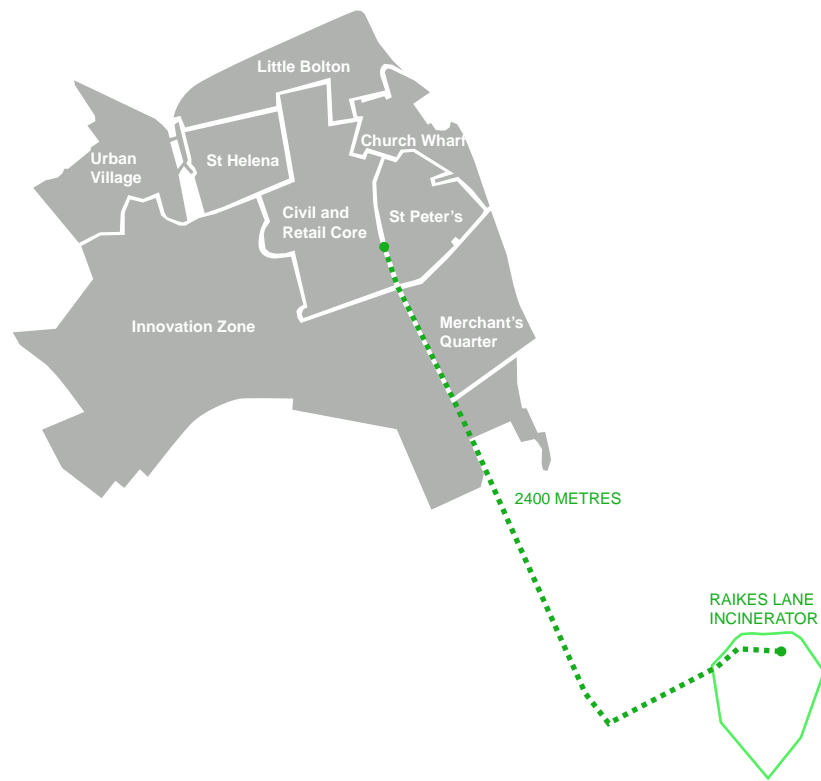 Little Bolton
Church Wharf
Urban
Village
St Helena
Civil and
Retail Core
St Peter's
Innovation Zone
Merchant's
Quarter
2400 METRES
RAIKES LANE
INCINERATOR